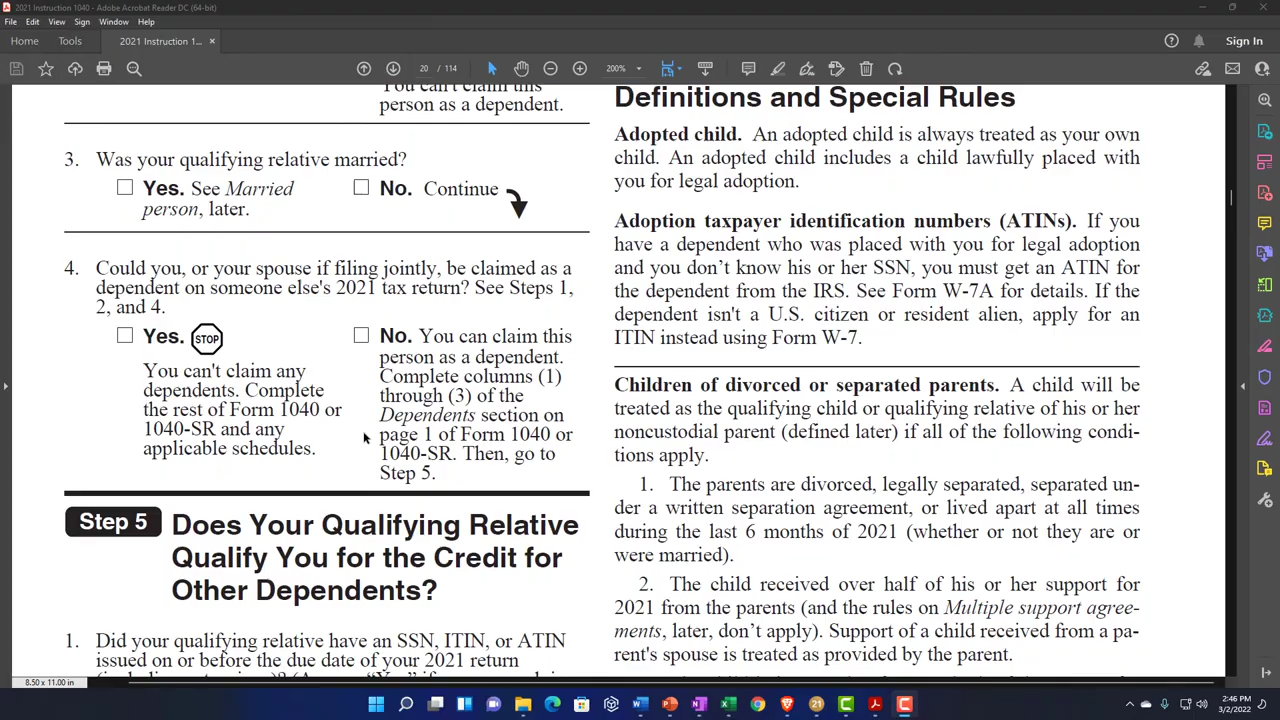 2021 Instruction 1040 - Adobe Acrobat Reader DC (64-bit)
File Edit View Sign Window Help
Home Tools 2021 Instruction 1... × Sign In
20 / 114 200%
person as a dependent.
3. Was your qualifying relative married?
Yes. See Married
person, later.
No. Continue
4. Could you, or your spouse if filing jointly, be claimed as a
dependent on someone else's 2021 tax return? See Steps 1,
2, and 4.
Yes. STOP
You can't claim any
dependents. Complete
the rest of Form 1040 or
1040-SR and any
applicable schedules.
No. You can claim this
person as a dependent.
Complete columns (1)
through (3) of the
Dependents section on
page 1 of Form 1040 or
1040-SR. Then, go to
Step 5.
Step 5 Does Your Qualifying Relative
Qualify You for the Credit for
Other Dependents?
1. Did your qualifying relative have an SSN, ITIN, or ATIN
issued on or before the due date of your 2021 return
Definitions and Special Rules
Adopted child. An adopted child is always treated as your own
child. An adopted child includes a child lawfully placed with
you for legal adoption.
Adoption taxpayer identification numbers (ATINs). If you
have a dependent who was placed with you for legal adoption
and you don't know his or her SSN, you must get an ATIN for
the dependent from the IRS. See Form W-7A for details. If the
dependent isn't a U.S. citizen or resident alien, apply for an
ITIN instead using Form W-7.
Children of divorced or separated parents. A child will be
treated as the qualifying child or qualifying relative of his or her
noncustodial parent (defined later) if all of the following condi-
tions apply.
1. The parents are divorced, legally separated, separated un-
der a written separation agreement, or lived apart at all times
during the last 6 months of 2021 (whether or not they are or
were married).
2. The child received over half of his or her support for
2021 from the parents (and the rules on Multiple support agree-
ments, later, don't apply). Support of a child received from a pa-
rent's spouse is treated as provided by the parent.
8.50 x 11.00 in
21
2:46 PM
3/2/2022